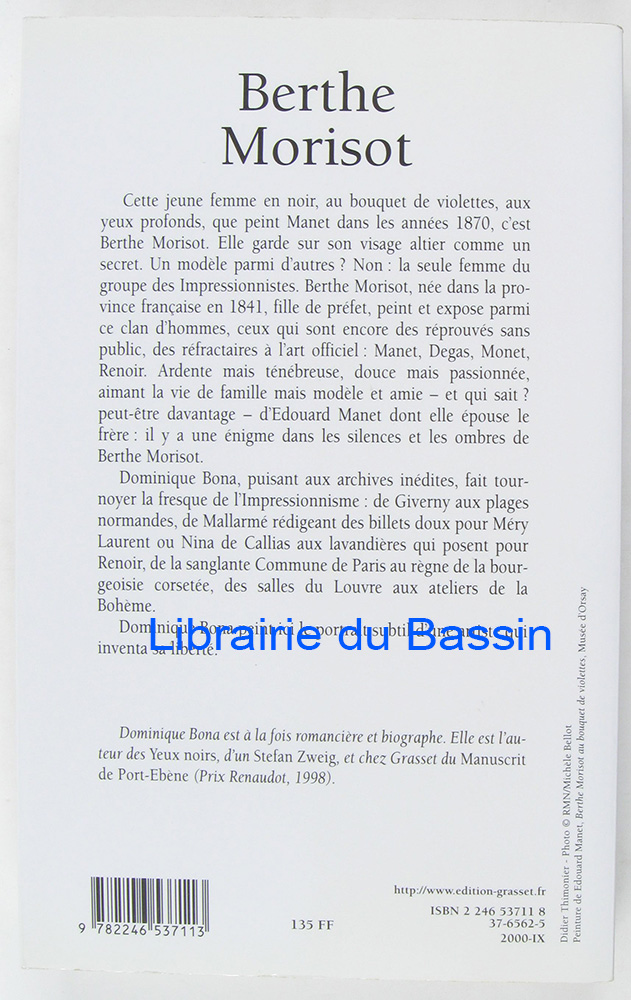 Berthe
Morisot
Cette jeune femme en noir, au bouquet de violettes, aux
yeux profonds, que peint Manet dans les années 1870, c'est
Berthe Morisot. Elle garde sur son visage altier comme un
secret. Un modèle parmi d'autres ? Non : la seule femme du
groupe des Impressionnistes. Berthe Morisot, née dans la pro-
vince française en 1841, fille de préfet, peint et expose parmi
ce clan d'hommes, ceux qui sont encore des réprouvés sans
public, des réfractaires à l'art officiel : Manet, Degas, Monet,
Renoir. Ardente mais ténébreuse, douce mais passionnée,
aimant la vie de famille mais modèle et amie – et qui sait ?
peut-être davantage – d'Edouard Manet dont elle épouse le
frère : il y a une énigme dans les silences et les ombres de
Berthe Morisot.
Dominique Bona, puisant aux archives inédites, fait tour-
noyer la fresque de l'Impressionnisme : de Giverny aux plages
normandes, de Mallarmé rédigeant des billets doux pour Méry
Laurent ou Nina de Callias aux lavandières qui posent pour
Renoir, de la sanglante Commune de Paris au règne de la bour-
geoisie corsetée, des salles du Louvre aux ateliers de la
Bohème.
Dominique Bona peint ici le portrait subtil d'une artiste qui
inventa sa liberté.
Librairie du Bassin
Dominique Bona est à la fois romancière et biographe. Elle est l'au-
teur des Yeux noirs, d'un Stefan Zweig, et chez Grasset du Manuscrit
de Port-Ebène (Prix Renaudot, 1998).
9 782246 537113
135 FF
http://www.edition-grasset.fr
ISBN 2 246 53711 8
37-6562-5
2000-IX
Didier Thimonier - Photo © RMN/Michèle Bellot
Peinture de Edouard Manet, Berthe Morisot au bouquet de violettes, Musée d'Orsay